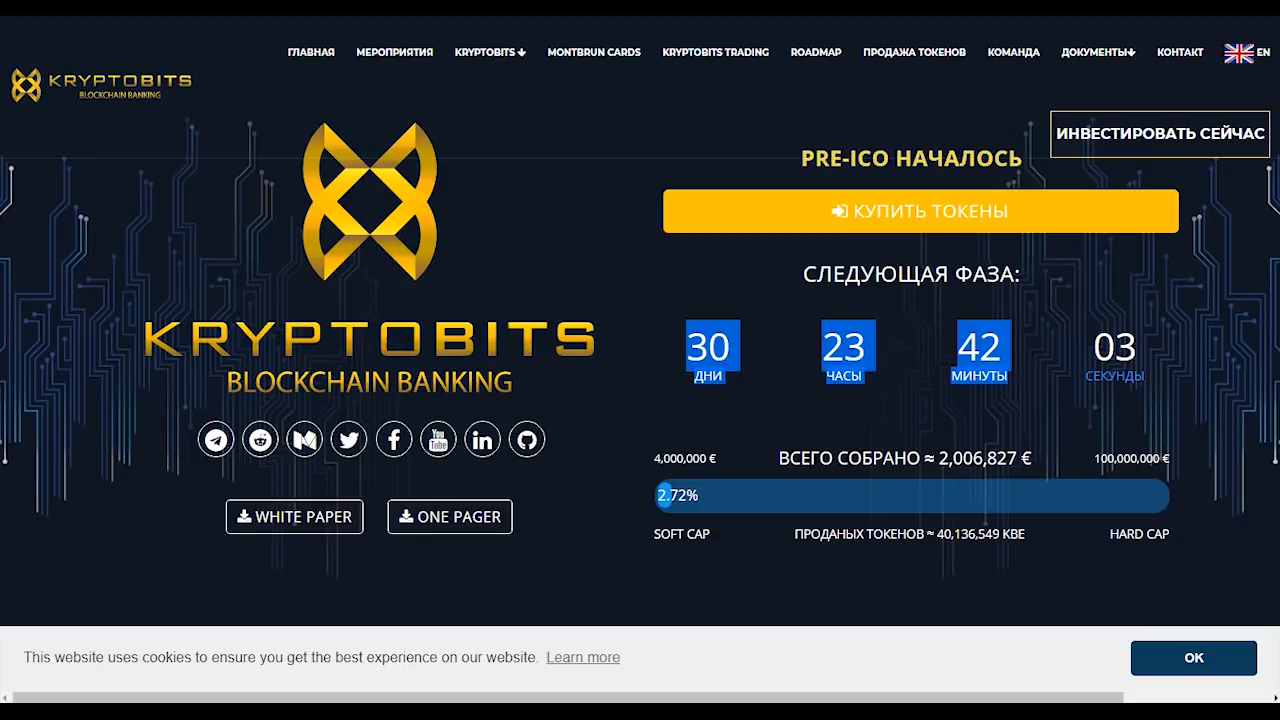 ГЛАВНАЯ МЕРОПРИЯТИЯ KRYPTOBITS MONTBRUN CARDS KRYPTOBITS TRADING ROADMAP ПРОДАЖА ТОКЕНОВ КОМАНДА ДОКУМЕНТЫ КОНТАКТ EN
KRYPTOBITS
BLOCKCHAIN BANKING
ИНВЕСТИРОВАТЬ СЕЙЧАС
PRE-ICO НАЧАЛОСЬ
КУПИТЬ ТОКЕНЫ
СЛЕДУЮЩАЯ ФАЗА:
30 23 42 03
ДНИ ЧАСЫ МИНУТЫ СЕКУНДЫ
KRYPTOBITS
BLOCKCHAIN BANKING
You Tube
WHITE PAPER ONE PAGER
4,000,000 € ВСЕГО СОБРАНО ≈ 2,006,827 € 100,000,000 €
2.72%
SOFT CAP ПРОДАНЫХ ТОКЕНОВ ≈ 40,136,549 KBE HARD CAP
This website uses cookies to ensure you get the best experience on our website. Learn more
OK